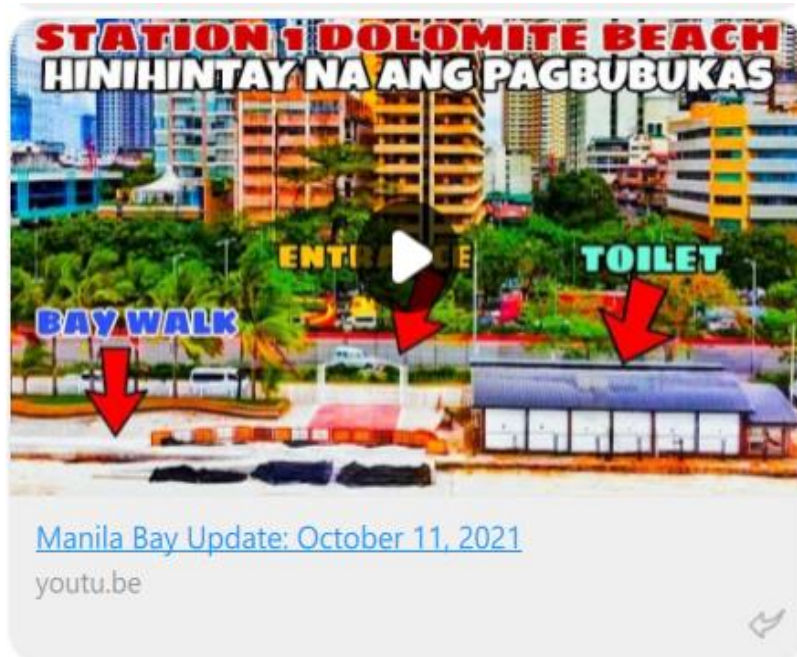 STATION 1 DOLOMITE BEACH
HINIHINTAY NA ANG PAGBUBUKAS
ENTRANCE
TOILET
BAY WALK
Manila Bay Update: October 11, 2021
youtu.be